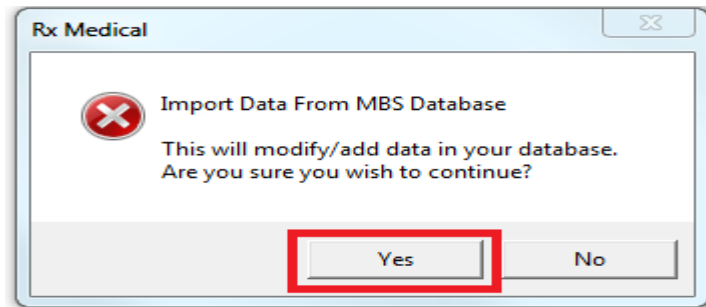 Rx Medical
Import Data From MBS Database
This will modify/add data in your database.
Are you sure you wish to continue?
Yes
No